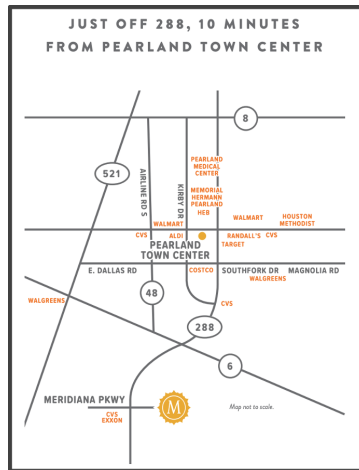 JUST OFF 288, 10 MINUTES
FROM PEARLAND TOWN CENTER
8
PEARLAND
MEDICAL
CENTER
521
AIRLINE RD S
KIRBY DR
MEMORIAL
HERMANN
PEARLAND
HEB
WALMART
WALMART
HOUSTON
METHODIST
CVS
ALDI
RANDALL'S
CVS
TARGET
PEARLAND
TOWN CENTER
E. DALLAS RD
COSTCO
SOUTHFORK DR
MAGNOLIA RD
WALGREENS
48
WALGREENS
CVS
288
6
MERIDIANA PKWY
M
Map not to scale.
CVS
EXXON